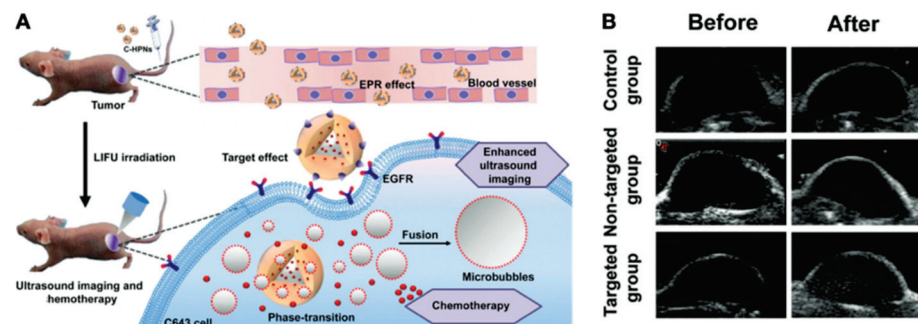 A
C-HPNs
Tumor
EPR effect
Blood vessel
LIFU irradiation
Target effect
EGFR
Enhanced
ultrasound
imaging
Fusion
Microbubbles
Ultrasound imaging and
hemotherapy
Phase-transition
Chemotherapy
C643 cell
B
Before
After
Control
group
Non-targeted
group
Targeted
group